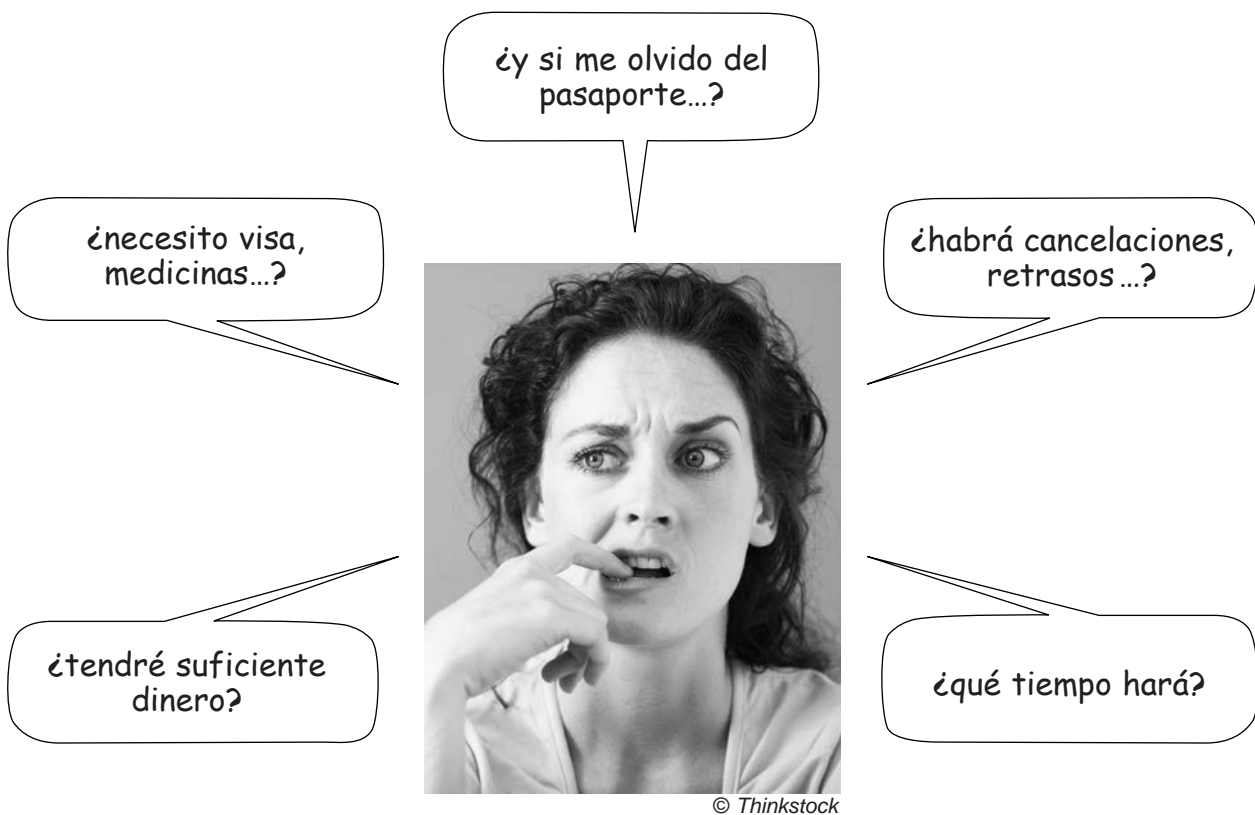 ¿y si me olvido del
pasaporte...?
¿necesito visa,
medicinas...?
¿habrá cancelaciones,
retrasos ...?
¿tendré suficiente
dinero?
¿qué tiempo hará?
© Thinkstock